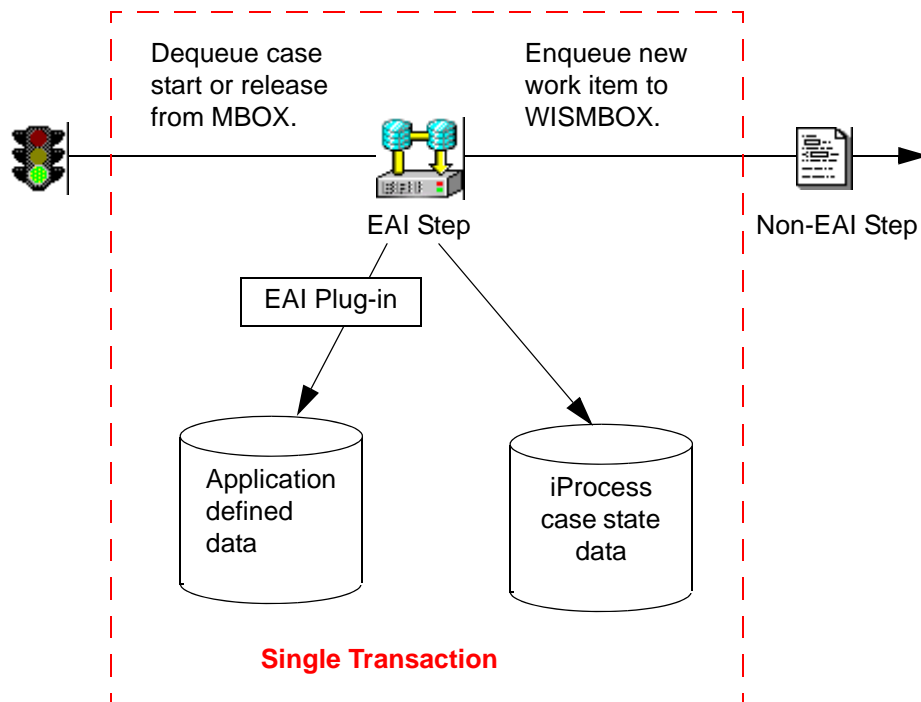 Dequeue case
start or release
from MBOX.
Enqueue new
work item to
WISMBOX.
EAI Step
Non-EAI Step
EAI Plug-in
Application
defined
data
iProcess
case state
data
Single Transaction